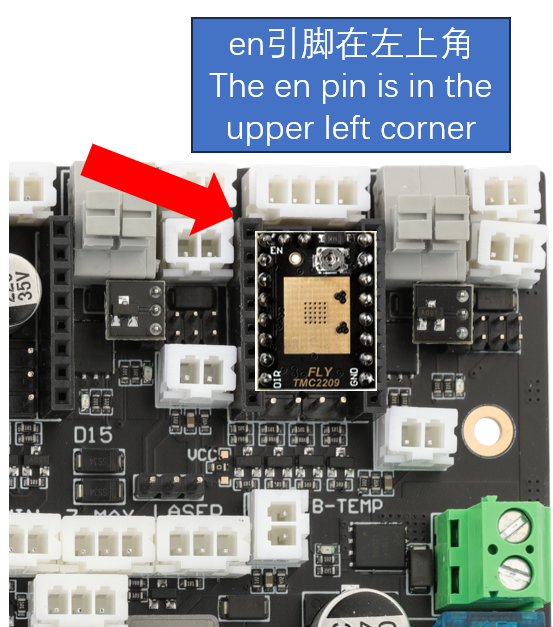 en引脚在左上角
The en pin is in the
upper left corner
35V
EN
DIR
FLY
TMC2209
GND
D15
VCC
Z-MAX
LASER
B-TEMP